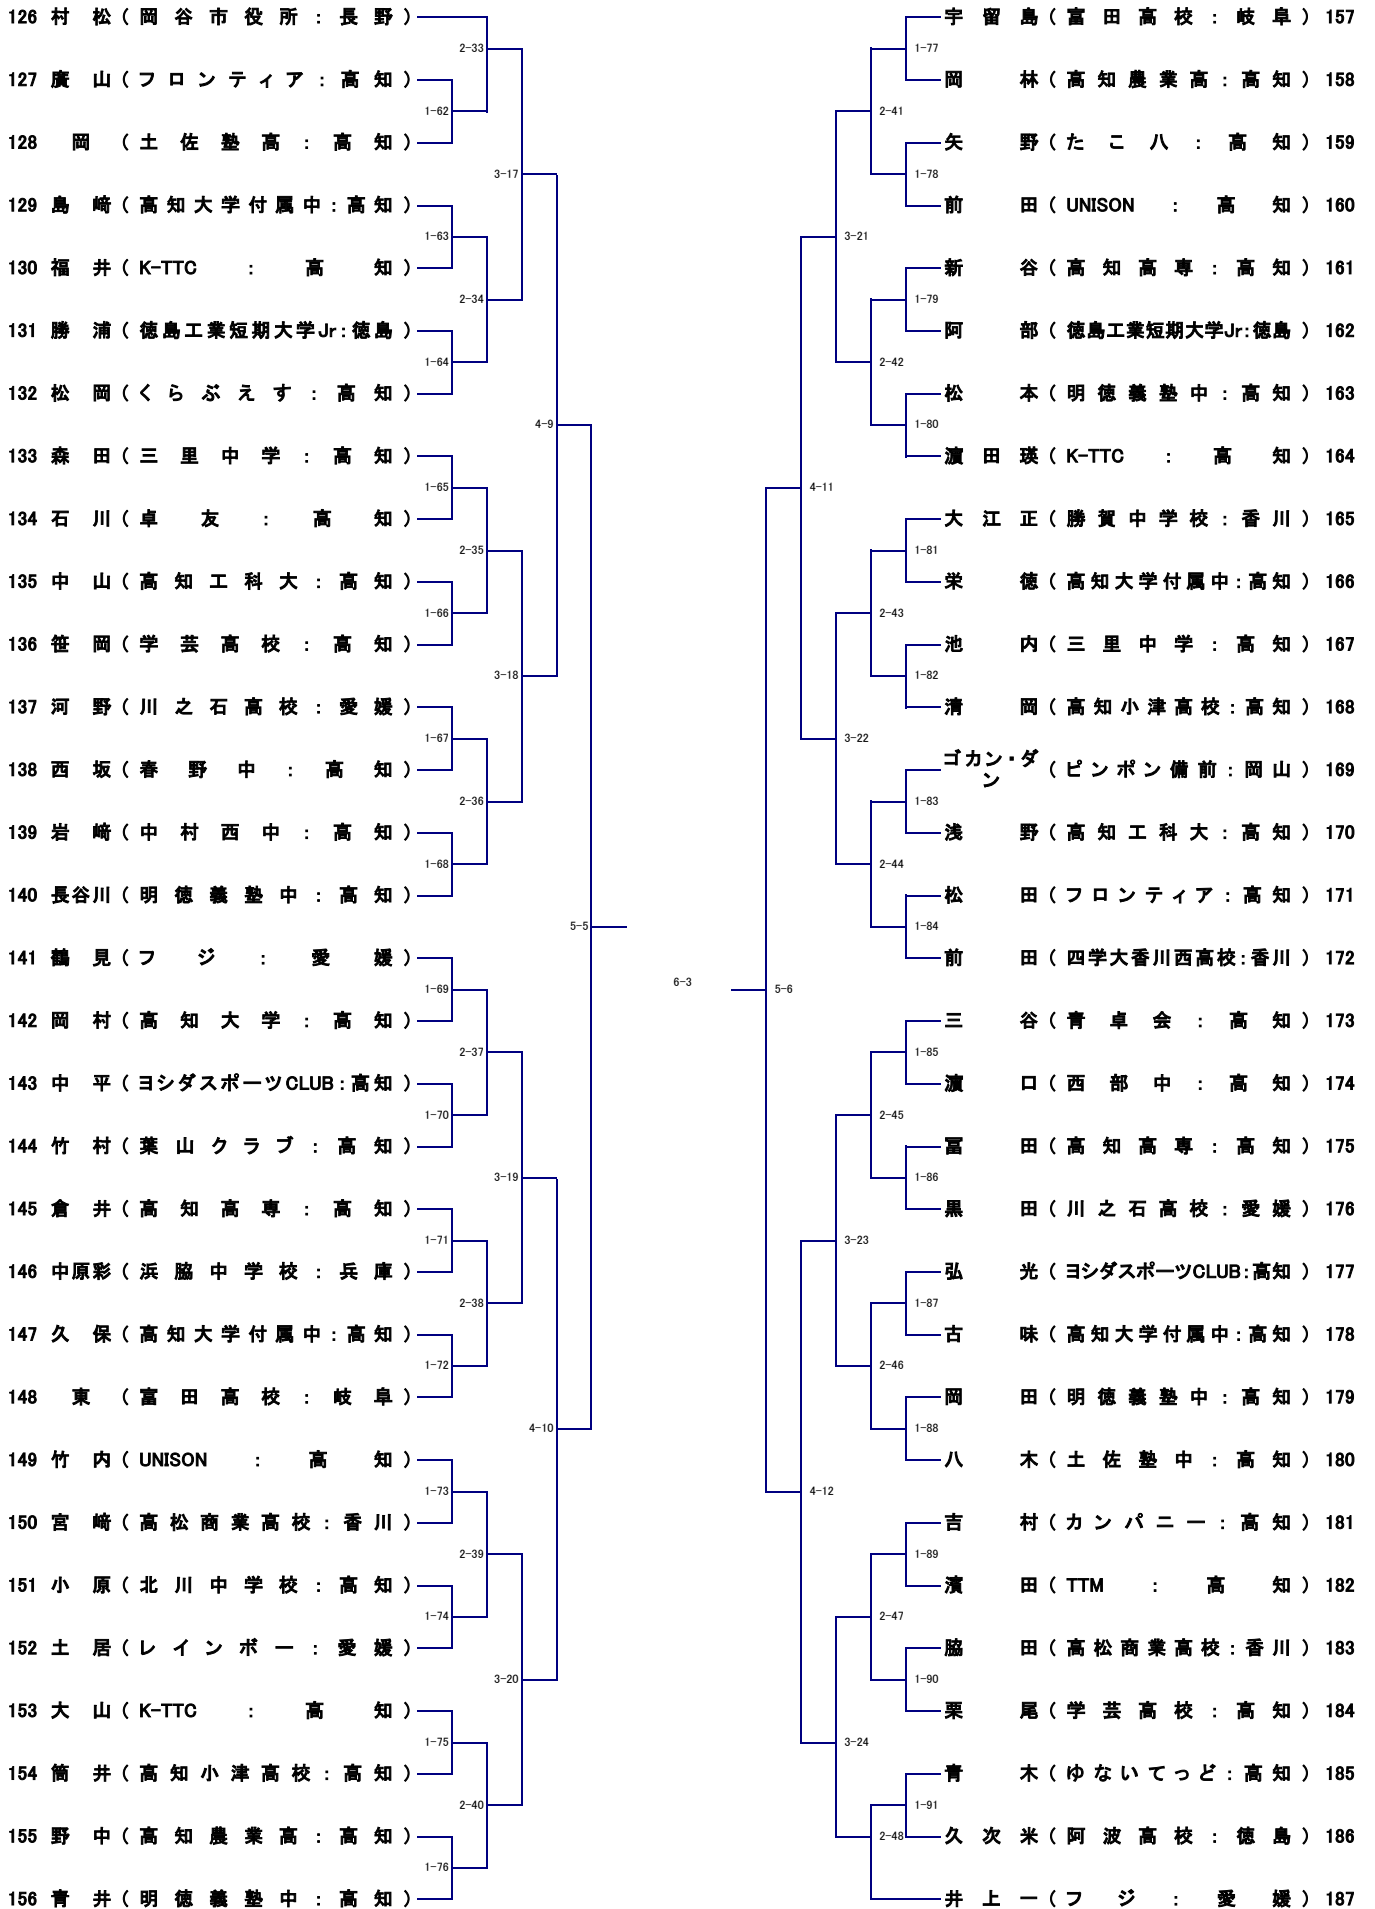 126 村松(岡谷市役所:長野)
127 廣山(フロンティア:高知)
128 岡(土佐塾高:高知)
129 島﨑(高知大学付属中:高知)
130 福井(K-TTC:高知)
131 勝浦(徳島工業短期大学Jr:徳島)
132 松岡(くらぶえす:高知)
133 森田(三里中学:高知)
134 石川(卓友:高知)
135 中山(高知工科大:高知)
136 笹岡(学芸高校:高知)
137 河野(川之石高校:愛媛)
138 西坂(春野中:高知)
139 岩﨑(中村西中:高知)
140 長谷川(明徳義塾中:高知)
141 鶴見(フジ:愛媛)
142 岡村(高知大学:高知)
143 中平(ヨシダスポーツCLUB:高知)
144 竹村(葉山クラブ:高知)
145 倉井(高知高専:高知)
146 中原彩(浜脇中学校:兵庫)
147 久保(高知大学付属中:高知)
148 東(富田高校:岐阜)
149 竹内(UNISON:高知)
150 宮﨑(高松商業高校:香川)
151 小原(北川中学校:高知)
152 土居(レインボー:愛媛)
153 大山(K-TTC:高知)
154 筒井(高知小津高校:高知)
155 野中(高知農業高:高知)
156 青井(明徳義塾中:高知)
1-62
1-63
1-64
1-65
1-66
1-67
1-68
1-69
1-70
1-71
1-72
1-73
1-74
1-75
1-76
2-33
2-34
2-35
2-36
2-37
2-38
2-39
2-40
3-17
3-18
3-19
3-20
4-9
4-10
5-5
6-3
5-6
4-11
4-12
3-21
3-22
3-23
3-24
2-41
2-42
2-43
2-44
2-45
2-46
2-47
2-48
1-77
1-78
1-79
1-80
1-81
1-82
1-83
1-84
1-85
1-86
1-87
1-88
1-89
1-90
1-91
宇留島(富田高校:岐阜) 157
岡林(高知農業高:高知) 158
矢野(たこ八:高知) 159
前田(UNISON:高知) 160
新谷(高知高専:高知) 161
阿部(徳島工業短期大学Jr:徳島) 162
松本(明徳義塾中:高知) 163
濵田瑛(K-TTC:高知) 164
大江正(勝賀中学校:香川) 165
栄徳(高知大学付属中:高知) 166
池内(三里中学:高知) 167
清岡(高知小津高校:高知) 168
ゴカン・ダン(ピンポン備前:岡山) 169
浅野(高知工科大:高知) 170
松田(フロンティア:高知) 171
前田(四学大香川西高校:香川) 172
三谷(青卓会:高知) 173
濵口(西部中:高知) 174
冨田(高知高専:高知) 175
黒田(川之石高校:愛媛) 176
弘光(ヨシダスポーツCLUB:高知) 177
古味(高知大学付属中:高知) 178
岡田(明徳義塾中:高知) 179
八木(土佐塾中:高知) 180
吉村(カンパニー:高知) 181
濱田(TTM:高知) 182
脇田(高松商業高校:香川) 183
栗尾(学芸高校:高知) 184
青木(ゆないてっど:高知) 185
久次米(阿波高校:徳島) 186
井上一(フジ:愛媛) 187